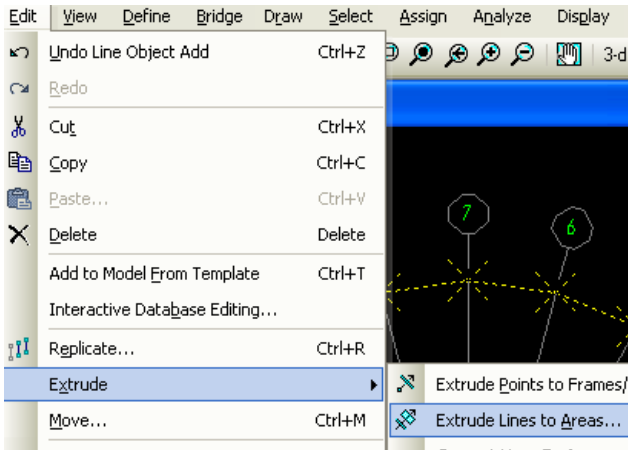 Edit View Define Bridge Draw Select Assign Analyze Display
Undo Line Object Add Ctrl+Z
3-d
Redo
Cut Ctrl+X
Copy Ctrl+C
Paste... Ctrl+V
Delete Delete
Add to Model From Template Ctrl+T
Interactive Database Editing...
Replicate... Ctrl+R
Extrude
Move... Ctrl+M
7
6
Extrude Points to Frames/
Extrude Lines to Areas...